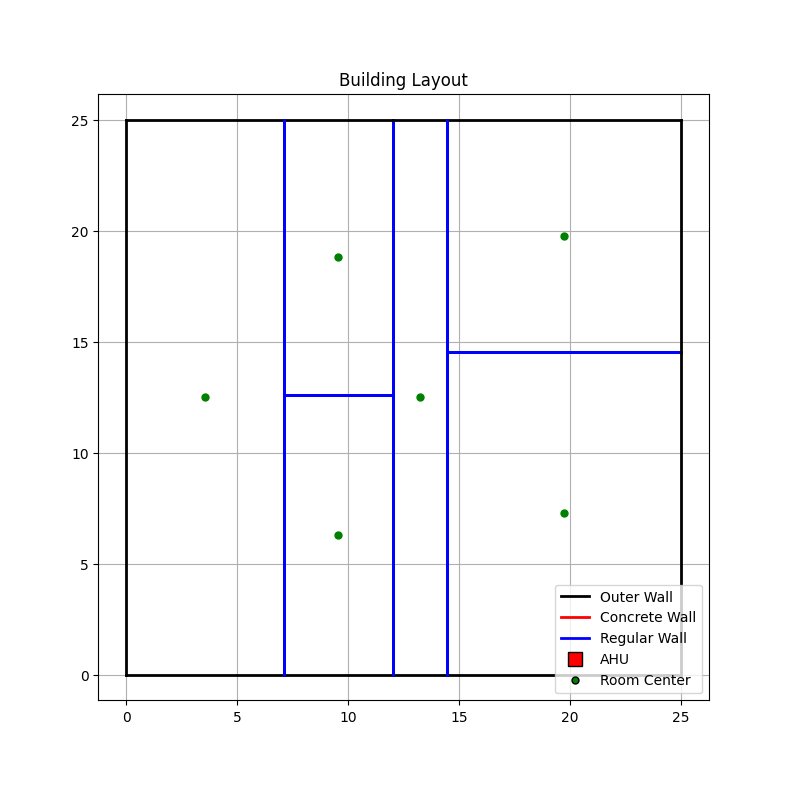 Building Layout
25
20
15
10
5
0
0 5 10 15 20 25
Outer Wall
Concrete Wall
Regular Wall
AHU
Room Center